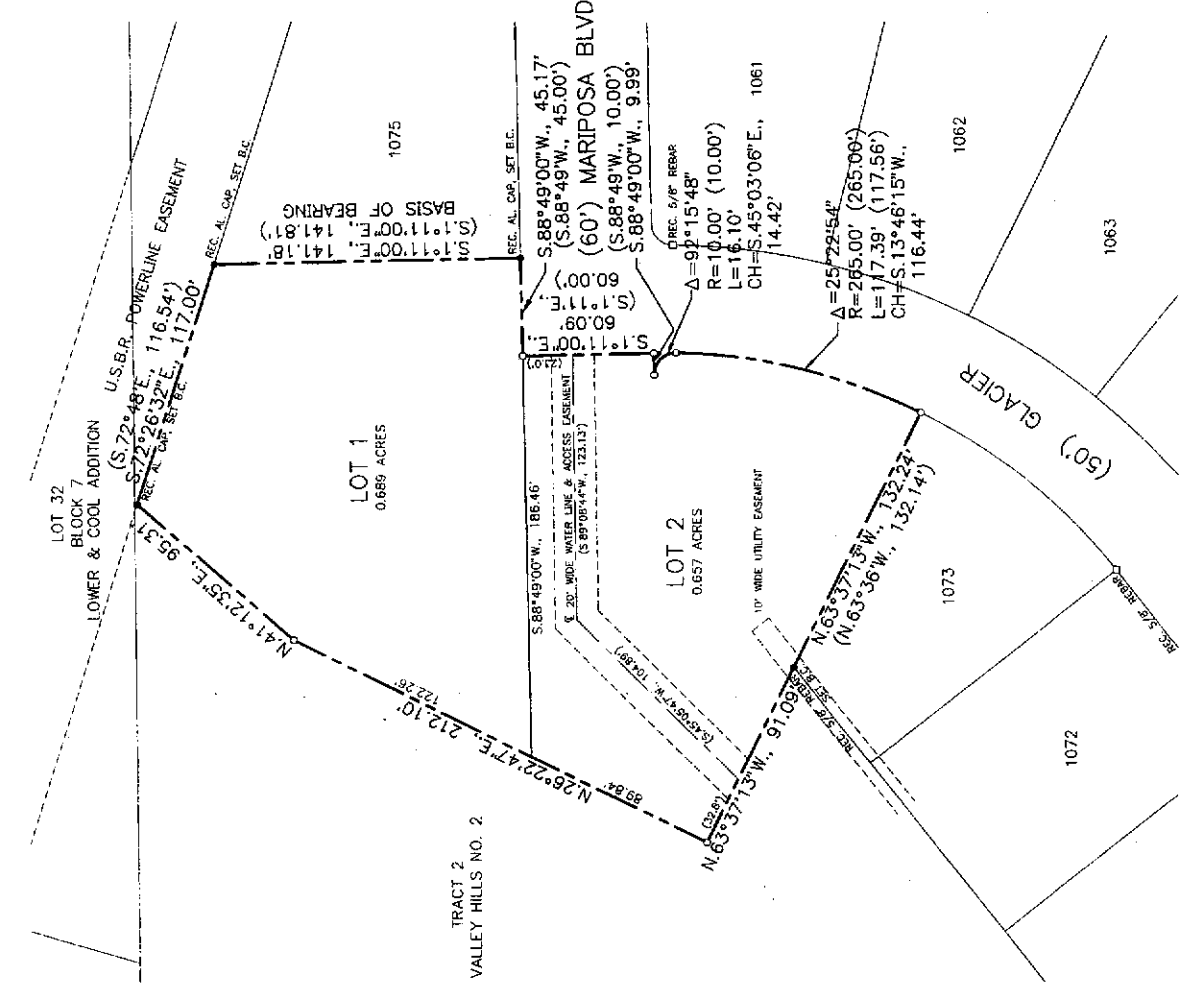 LOT 32
BLOCK 7
LOWER & COOL ADDITION
U.S.B.R. POWERLINE EASEMENT
(S.72°48'E., 116.54')
S.72°26'32"E., 117.00'
REC. AL. CAP, SET B.C.
REC. AL CAP, SET B.C.
1075
S.1°11'00"E., 141.18'
(S.1°11'00"E., 141.81')
BASIS OF BEARING
REC. AL. CAP, SET B.C.
S.88°49'00"W., 45.17'
(S.88°49'W., 45.00')
(60') MARIPOSA BLVD
(S.88°49'W., 10.00')
S.88°49'00"W., 9.99'
S.1°11'00"E.,
60.09'
(S.1°11'E.,
60.00')
(23.0')
REC. 5/8" REBAR
Δ=92°15'48"
R=10.00' (10.00')
L=16.10'
CH=S.45°03'06"E.,
14.42'
1061
Δ=25°22'54"
R=265.00' (265.00')
L=117.39' (117.56')
CH=S.13°46'15"W.,
116.44'
1062
1063
(50') GLACIER
N.41°12'35"E., 95.31'
LOT 1
0.689 ACRES
S.88°49'00"W., 186.46'
℄ 20' WIDE WATER LINE & ACCESS EASEMENT
(S 89°08'44"W, 123.13')
(S.45°05'47"W, 104.89')
122.26'
N.26°22'47"E., 212.10'
89.84'
LOT 2
0.657 ACRES
10' WIDE UTILITY EASEMENT
(32.8')
N.63°37'13"W., 91.09'
N.63°37'13"W., 132.24'
(N.63°36'W., 132.14')
REC. 5/8" REBAR
SET B.C.
TRACT 2
VALLEY HILLS NO. 2
1073
1072
REC. 5/8" REBAR